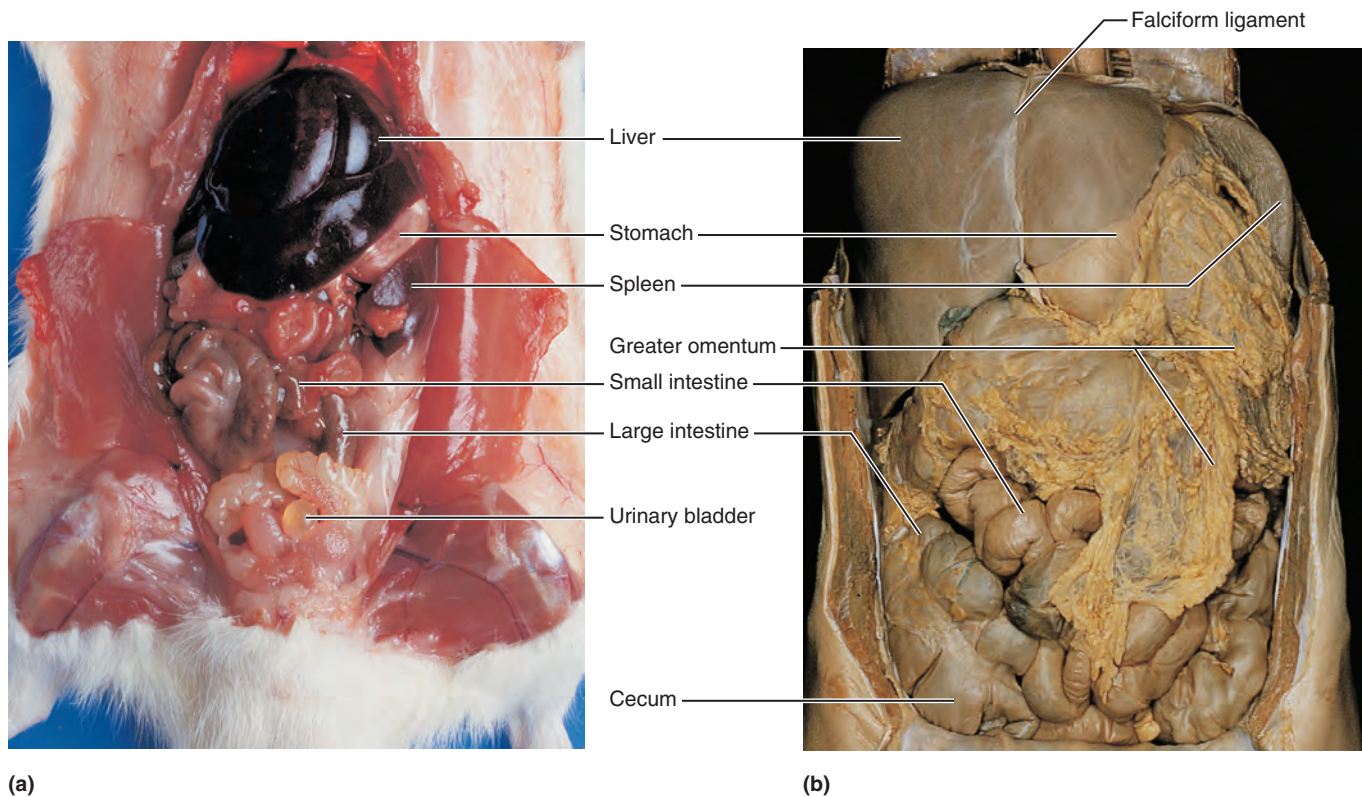 Falciform ligament
Liver
Stomach
Spleen
Greater omentum
Small intestine
Large intestine
Urinary bladder
Cecum
(a)
(b)